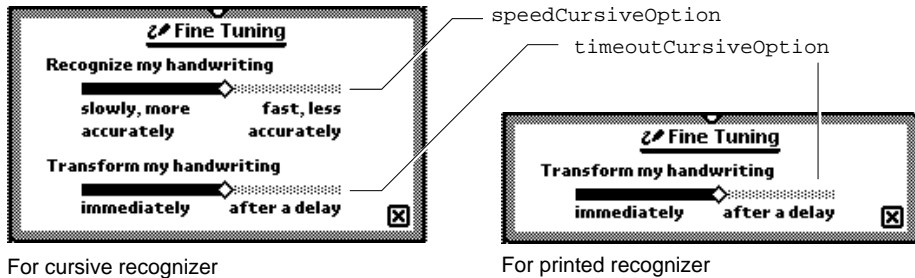 speedCursiveOption
timeoutCursiveOption
Fine Tuning
Recognize my handwriting
slowly, more fast, less
accurately accurately
Transform my handwriting
immediately after a delay
For cursive recognizer
Fine Tuning
Transform my handwriting
immediately after a delay
For printed recognizer